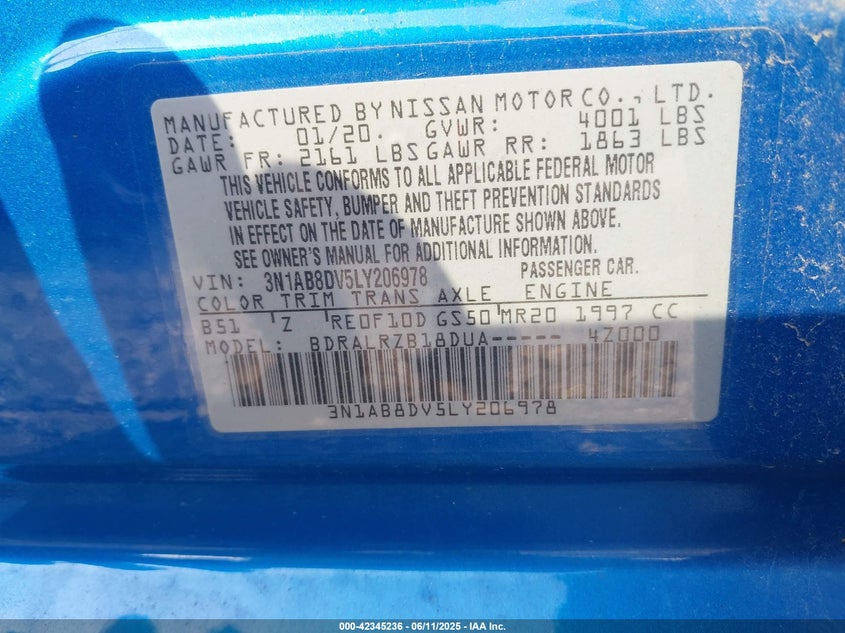 MANUFACTURED BY NISSAN MOTOR CO., LTD.
DATE: 01/20. GVWR: 4001 LBS
GAWR FR: 2161 LBS GAWR RR: 1863 LBS
THIS VEHICLE CONFORMS TO ALL APPLICABLE FEDERAL MOTOR
VEHICLE SAFETY, BUMPER AND THEFT PREVENTION STANDARDS
IN EFFECT ON THE DATE OF MANUFACTURE SHOWN ABOVE.
SEE OWNER'S MANUAL FOR ADDITIONAL INFORMATION.
VIN: 3N1AB8DV5LY206978 PASSENGER CAR.
COLOR TRIM TRANS AXLE ENGINE
B51 Z RE0F10D GS50 MR20 1997 CC
MODEL: BDRALRZB18DUA----- 4Z000
3N1AB8DV5LY206978
000-42345236 - 06/11/2025 - IAA Inc.